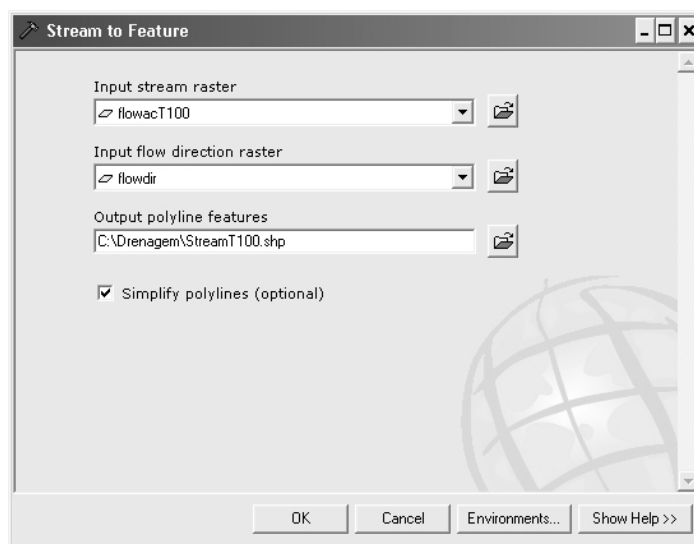 Stream to Feature
Input stream raster
flowacT100
Input flow direction raster
flowdir
Output polyline features
C:\Drenagem\StreamT100.shp
Simplify polylines (optional)
OK
Cancel
Environments...
Show Help >>